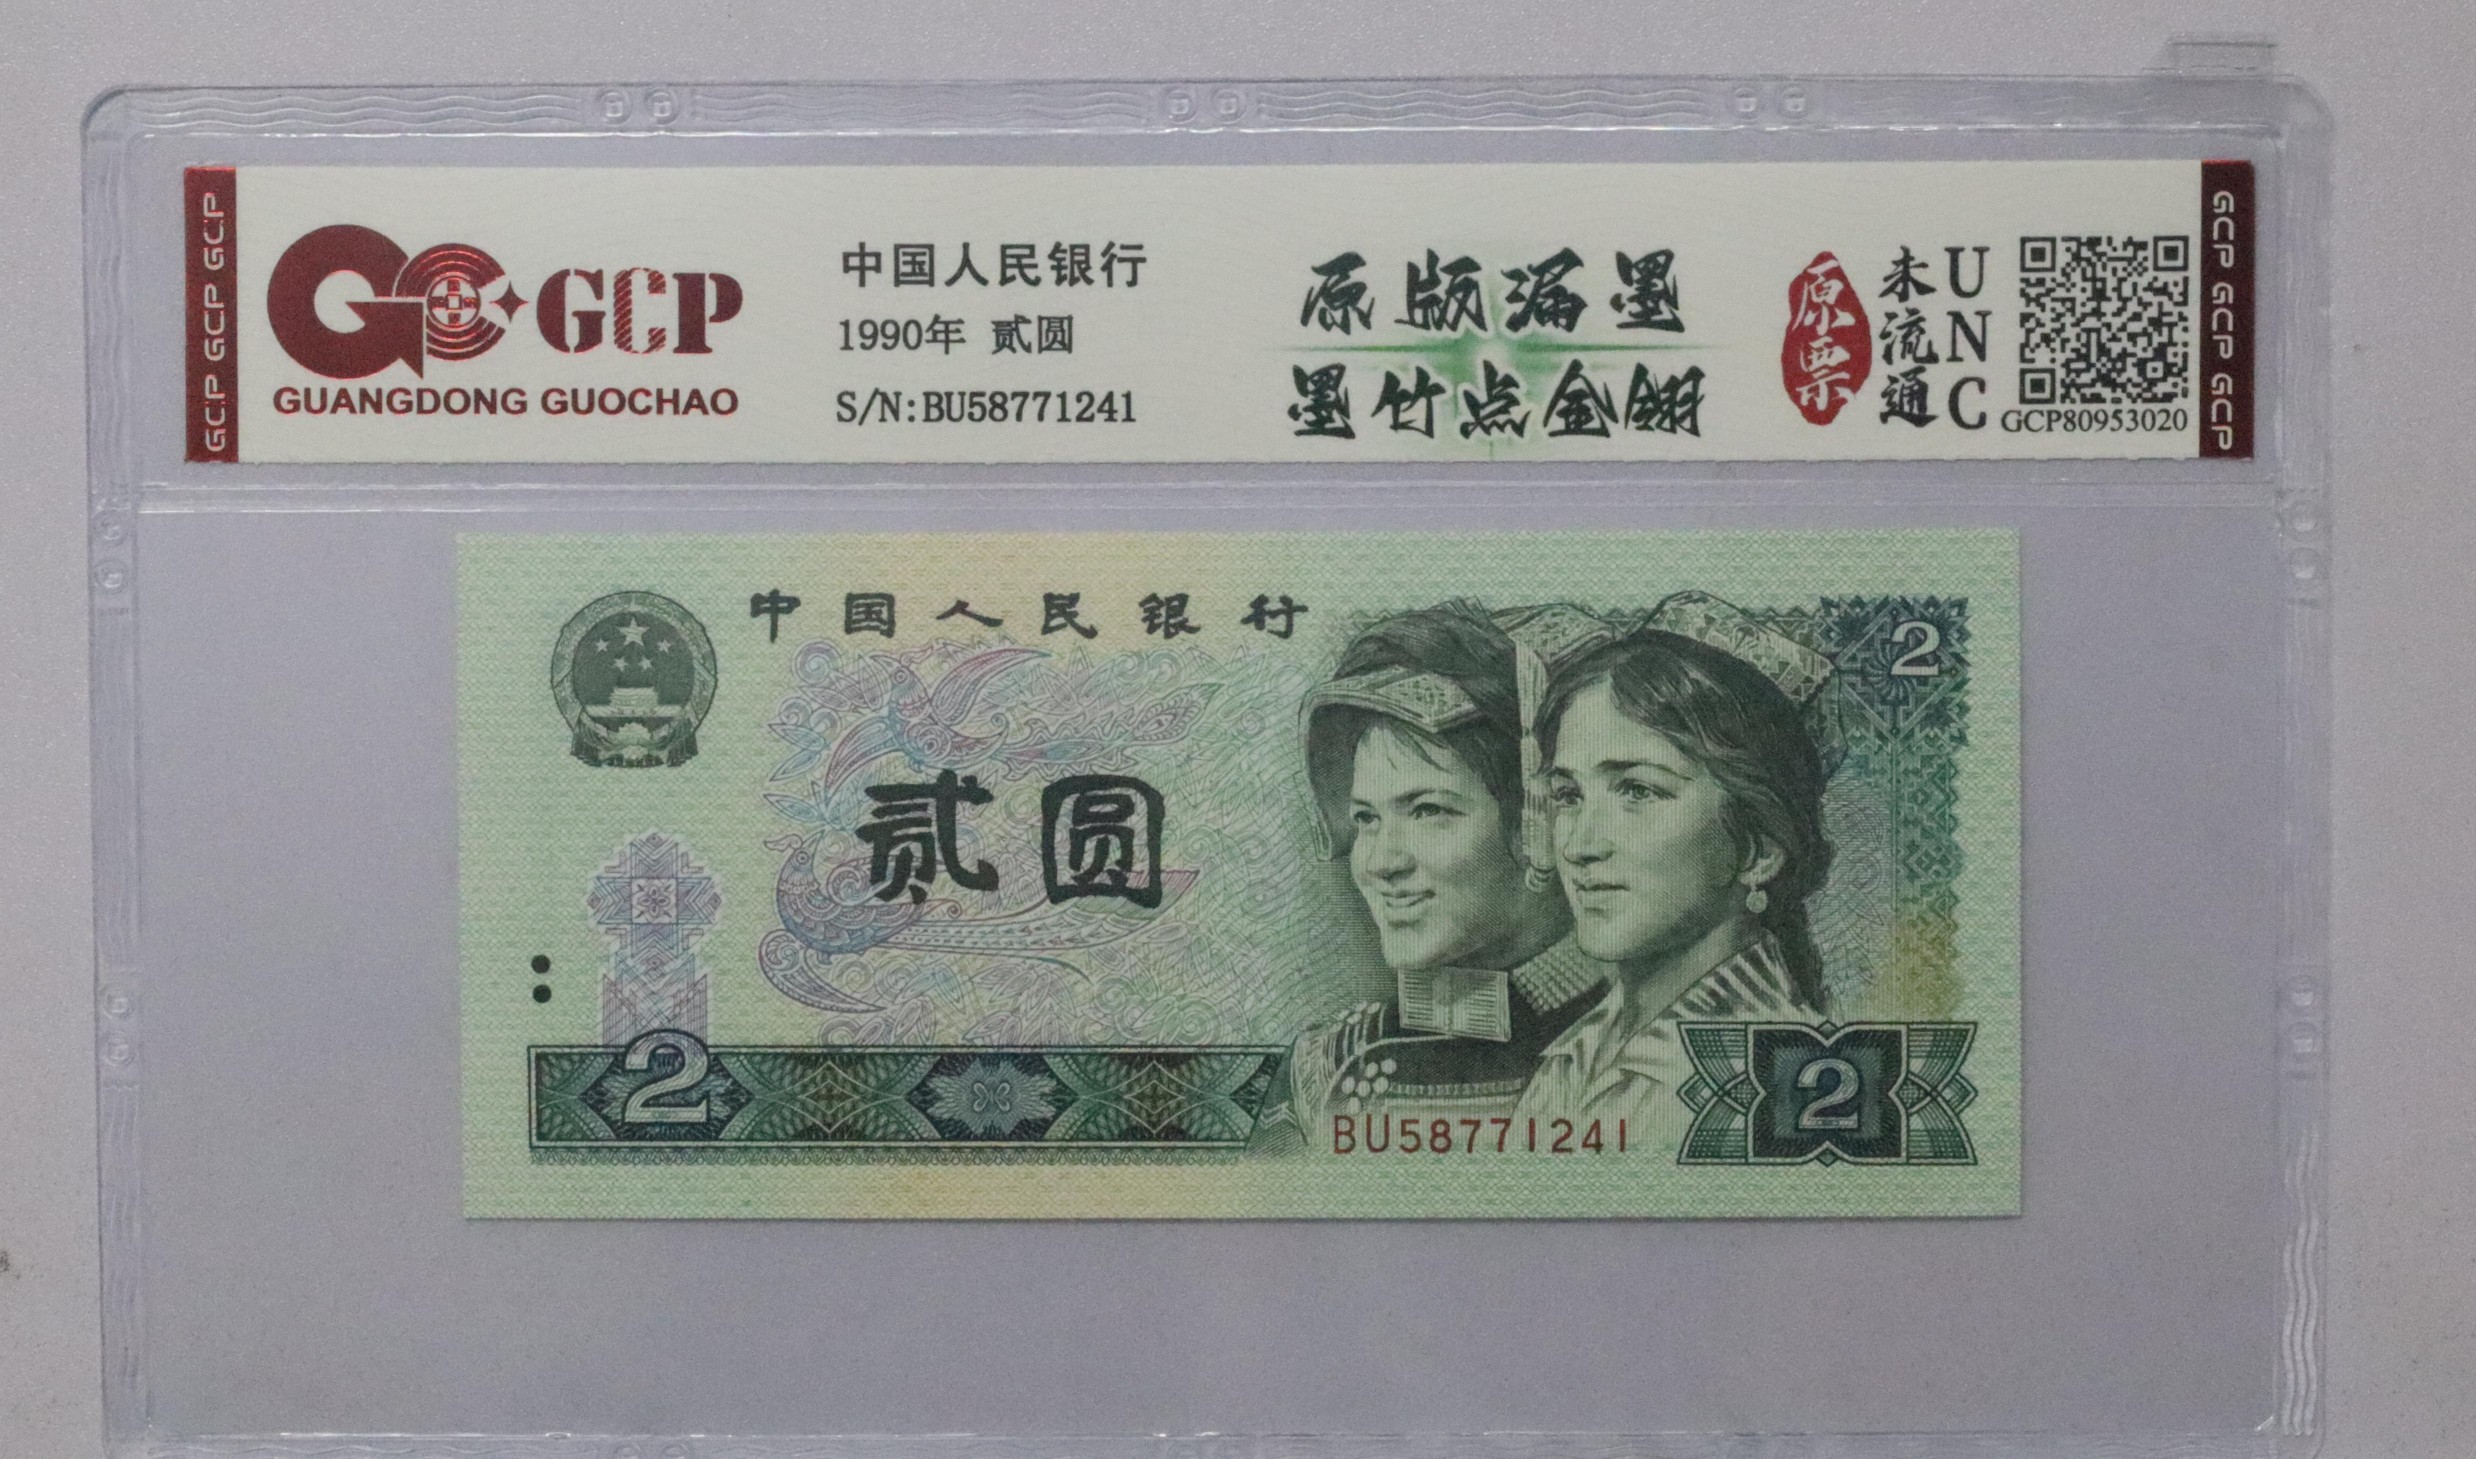 GCP GCP GCP
GCP
GUANGDONG GUOCHAO
中国人民银行
1990年 贰圆
S/N:BU58771241
原版漏墨
墨竹点金翎
原票
未流通
UNC
GCP80953020
GCP GCP GCP
中国人民银行
2
贰圆
2
BU58771241
2